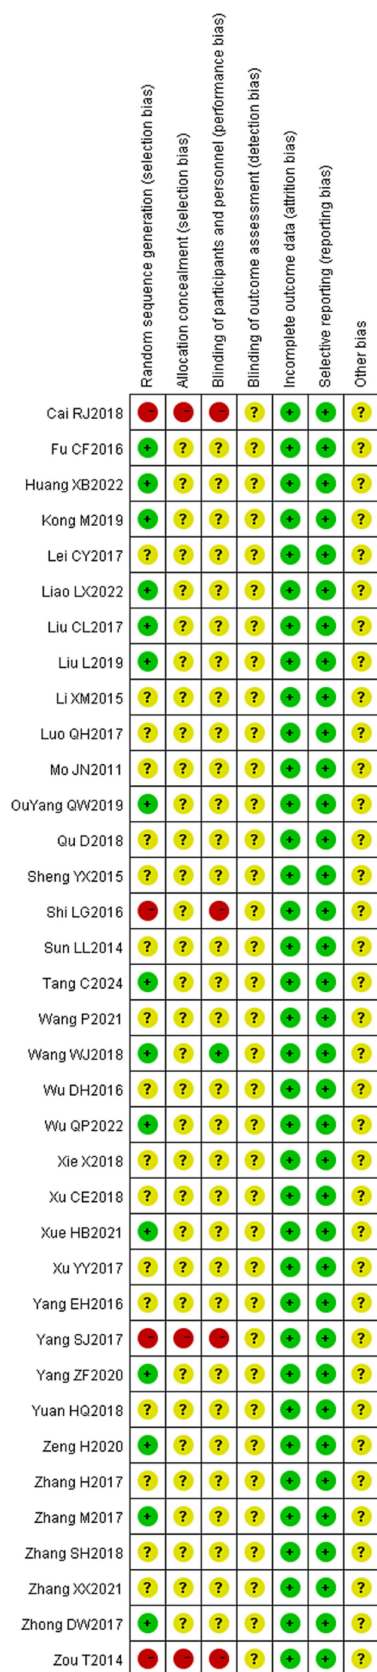 Random sequence generation (selection bias)
Allocation concealment (selection bias)
Blinding of participants and personnel (performance bias)
Blinding of outcome assessment (detection bias)
Incomplete outcome data (attrition bias)
Selective reporting (reporting bias)
Other bias
Cai RJ2018 - - - ? + + ?
Fu CF2016 + ? ? ? + + ?
Huang XB2022 + ? ? ? + + ?
Kong M2019 + ? ? ? + + ?
Lei CY2017 ? ? ? ? + + ?
Liao LX2022 + ? ? ? + + ?
Liu CL2017 + ? ? ? + + ?
Liu L2019 + ? ? ? + + ?
Li XM2015 ? ? ? ? + + ?
Luo QH2017 ? ? ? ? + + ?
Mo JN2011 ? ? ? ? + + ?
OuYang QW2019 + ? ? ? + + ?
Qu D2018 ? ? ? ? + + ?
Sheng YX2015 ? ? ? ? + + ?
Shi LG2016 - ? - ? + + ?
Sun LL2014 ? ? ? ? + + ?
Tang C2024 + ? ? ? + + ?
Wang P2021 ? ? ? ? + + ?
Wang WJ2018 + ? + ? + + ?
Wu DH2016 ? ? ? ? + + ?
Wu QP2022 + ? ? ? + + ?
Xie X2018 ? ? ? ? + + ?
Xu CE2018 ? ? ? ? + + ?
Xue HB2021 + ? ? ? + + ?
Xu YY2017 ? ? ? ? + + ?
Yang EH2016 ? ? ? ? + + ?
Yang SJ2017 - - - ? + + ?
Yang ZF2020 + ? ? ? + + ?
Yuan HQ2018 ? ? ? ? + + ?
Zeng H2020 + ? ? ? + + ?
Zhang H2017 ? ? ? ? + + ?
Zhang M2017 + ? ? ? + + ?
Zhang SH2018 ? ? ? ? + + ?
Zhang XX2021 ? ? ? ? + + ?
Zhong DW2017 + ? ? ? + + ?
Zou T2014 - - - ? + + ?